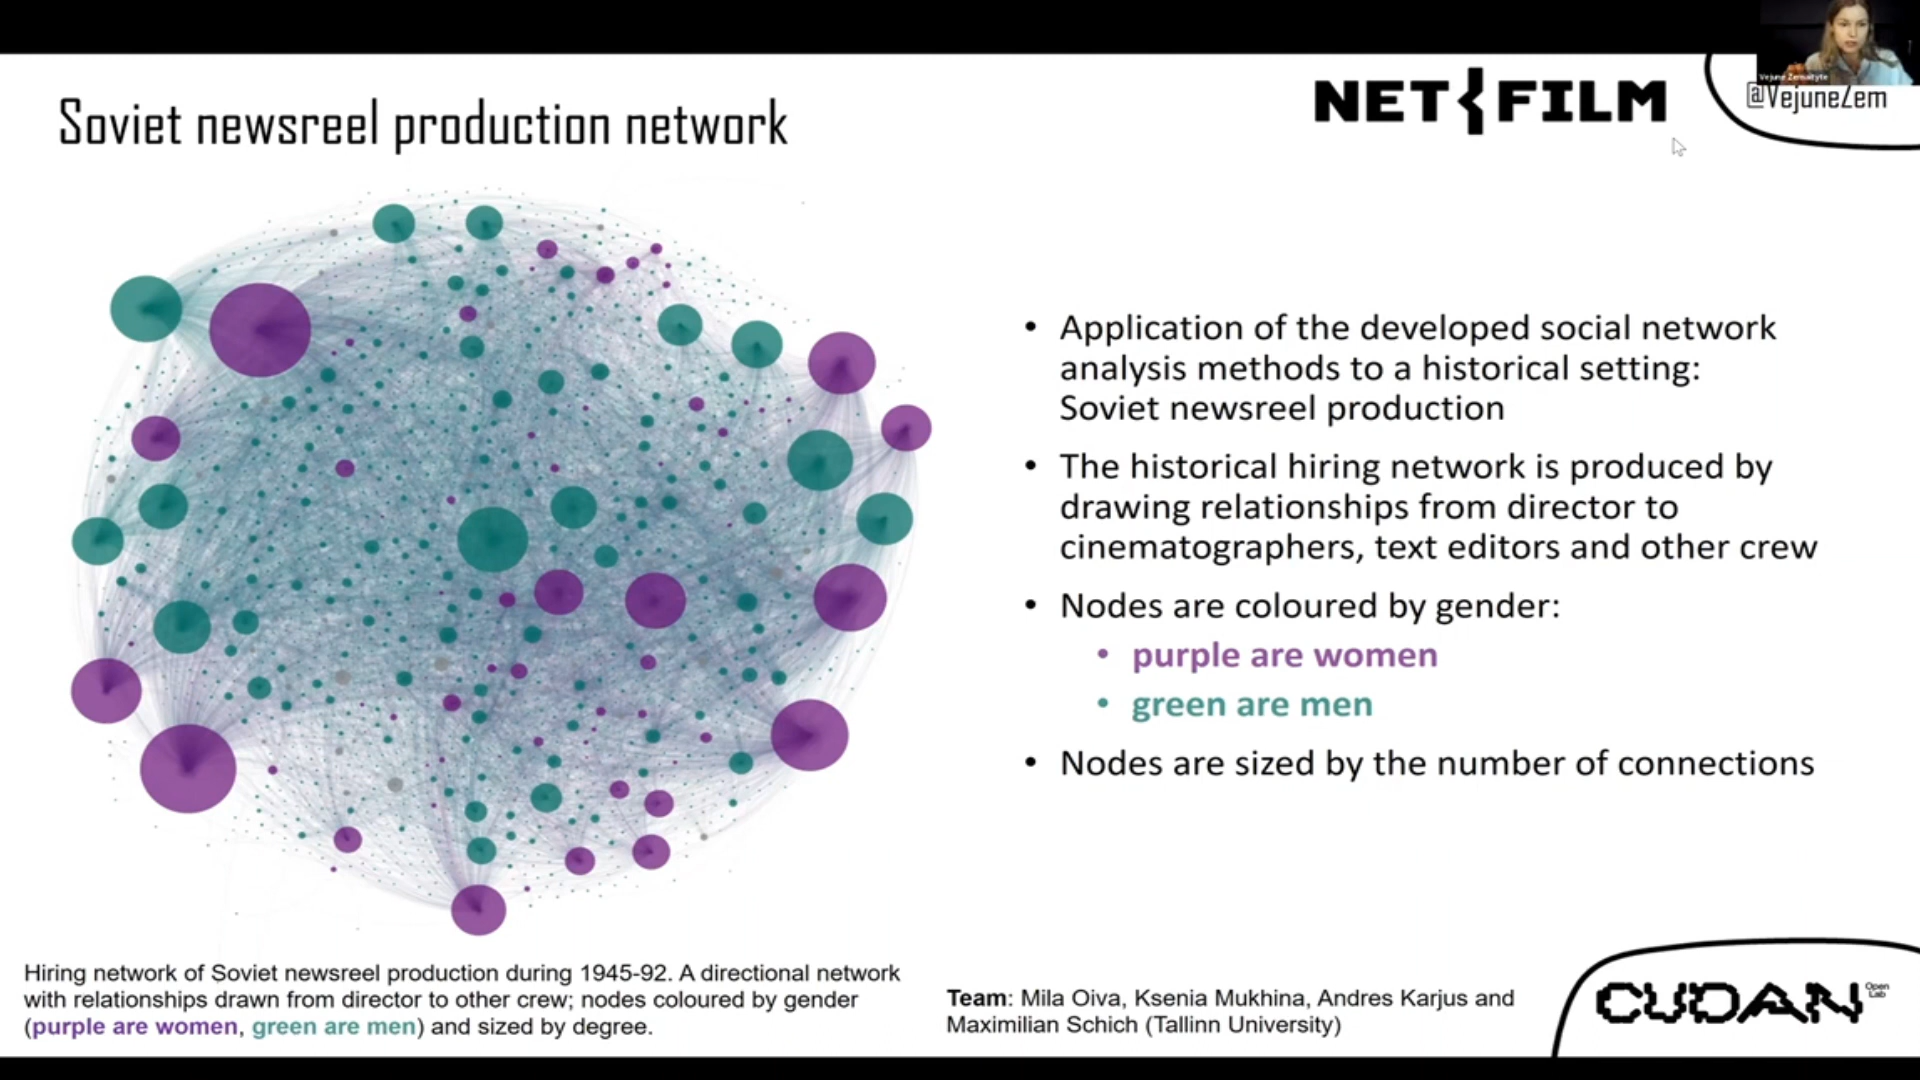 Vejune Zemaityte
NET FILM
@VejuneZem
Soviet newsreel production network
• Application of the developed social network
analysis methods to a historical setting:
Soviet newsreel production
• The historical hiring network is produced by
drawing relationships from director to
cinematographers, text editors and other crew
• Nodes are coloured by gender:
• purple are women
• green are men
• Nodes are sized by the number of connections
Hiring network of Soviet newsreel production during 1945-92. A directional network
with relationships drawn from director to other crew; nodes coloured by gender
(purple are women, green are men) and sized by degree.
Team: Mila Oiva, Ksenia Mukhina, Andres Karjus and
Maximilian Schich (Tallinn University)
CUDAN Open
Lab